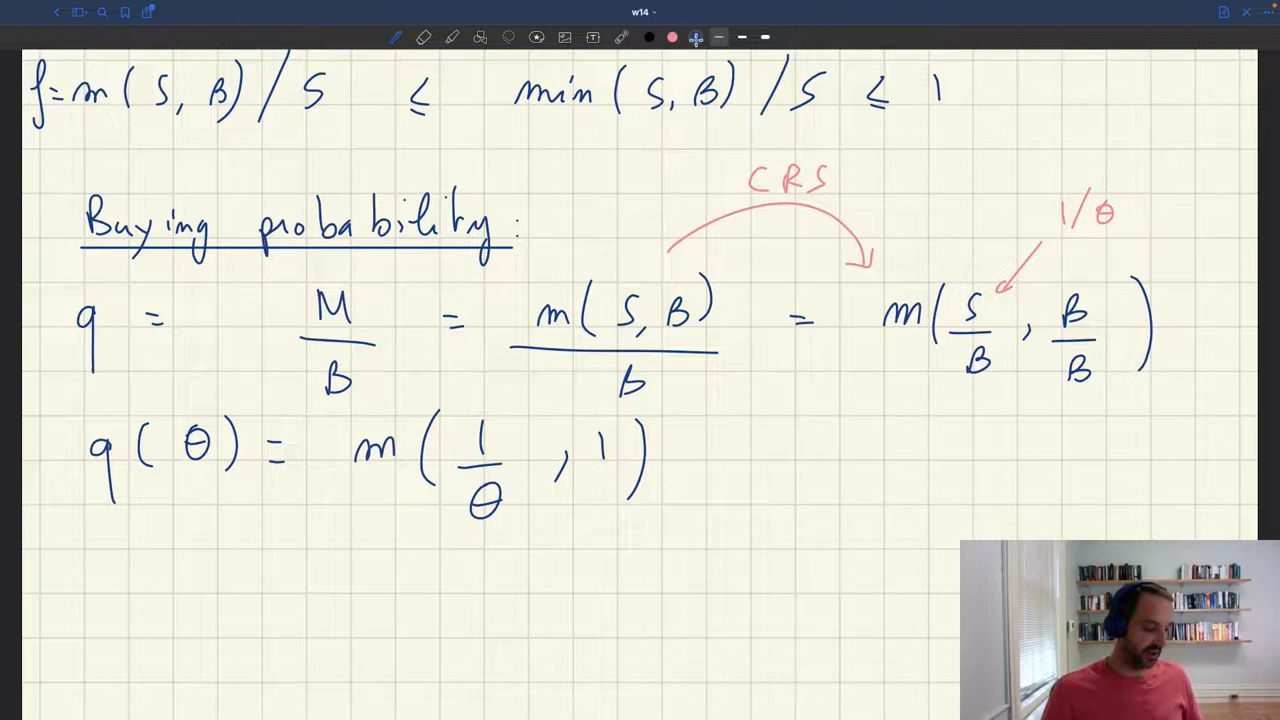 w14
f = m ( S, B ) / S ≤ min ( S, B ) / S ≤ 1
Buying probability :
CRS
1/θ
q = M/B = m ( S, B ) / B = m ( S/B , B/B )
q ( θ ) = m ( 1/θ , 1 )